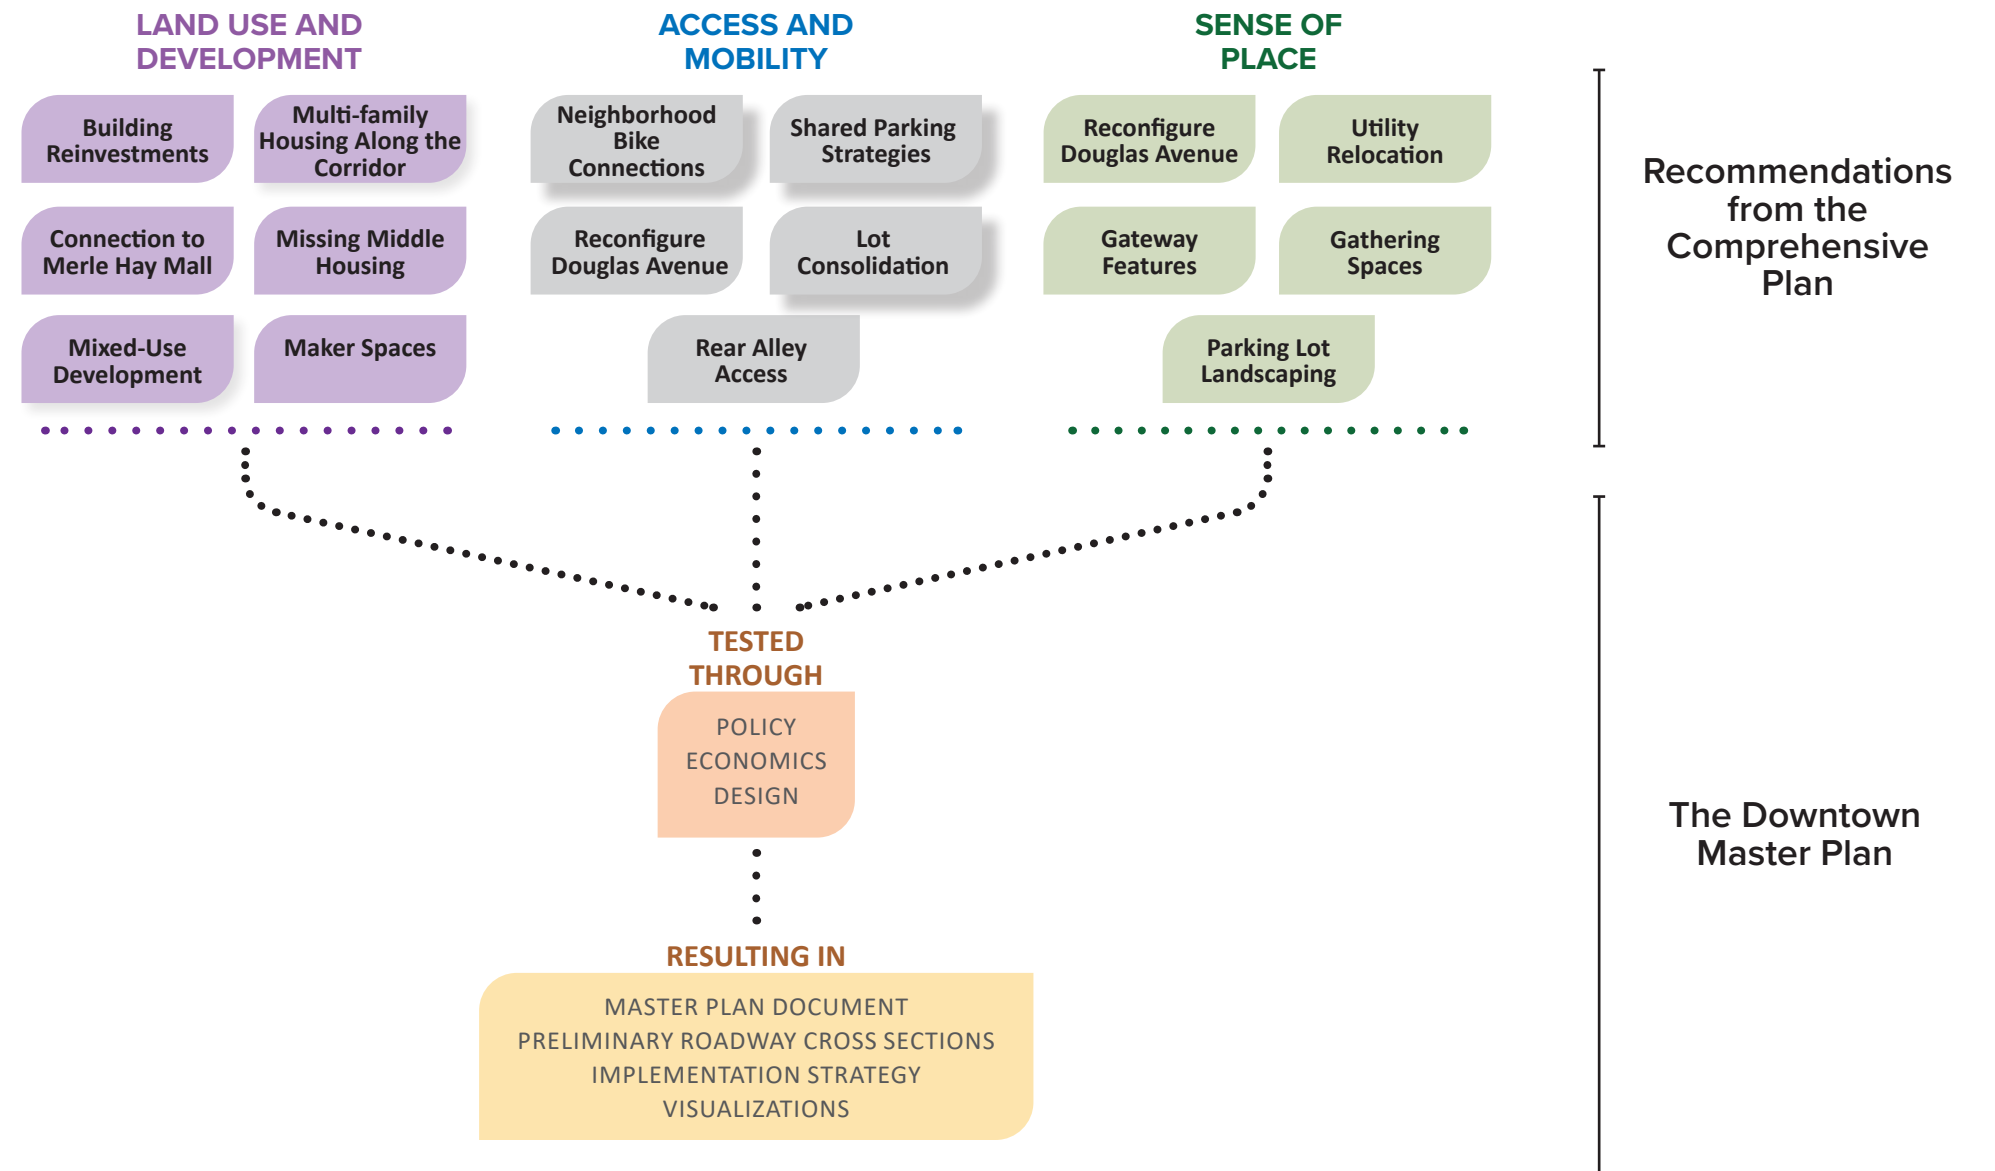 LAND USE AND
DEVELOPMENT
Building
Reinvestments
Multi-family
Housing Along the
Corridor
Connection to
Merle Hay Mall
Missing Middle
Housing
Mixed-Use
Development
Maker Spaces
ACCESS AND
MOBILITY
Neighborhood
Bike
Connections
Shared Parking
Strategies
Reconfigure
Douglas Avenue
Lot
Consolidation
Rear Alley
Access
SENSE OF
PLACE
Reconfigure
Douglas Avenue
Utility
Relocation
Gateway
Features
Gathering
Spaces
Parking Lot
Landscaping
Recommendations
from the
Comprehensive
Plan
TESTED
THROUGH
POLICY
ECONOMICS
DESIGN
RESULTING IN
MASTER PLAN DOCUMENT
PRELIMINARY ROADWAY CROSS SECTIONS
IMPLEMENTATION STRATEGY
VISUALIZATIONS
The Downtown
Master Plan